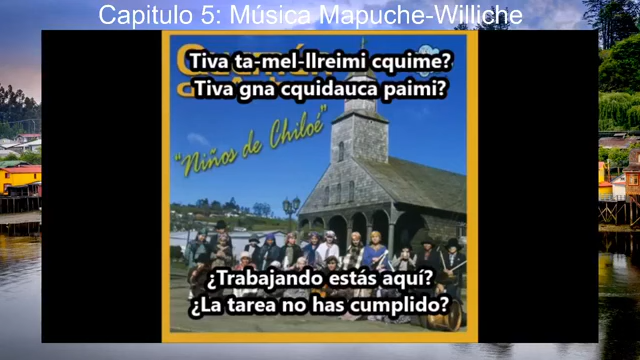 Capitulo 5: Música Mapuche-Williche
Tiva ta-mel-llreimi cquime?
Tiva gna cquidauca paimi?
"Niños de Chiloé"
¿Trabajando estás aquí?
¿La tarea no has cumplido?